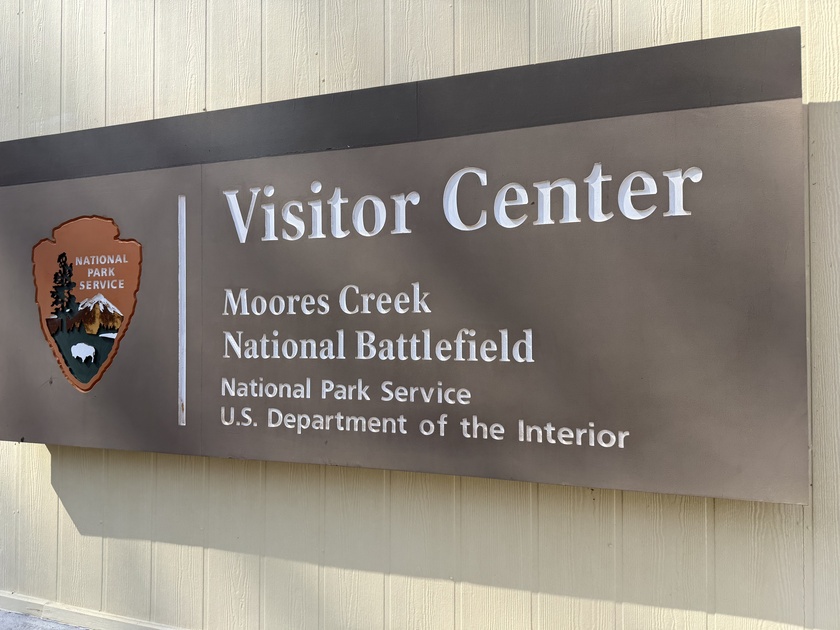 NATIONAL
PARK
SERVICE
Visitor Center
Moores Creek
National Battlefield
National Park Service
U.S. Department of the Interior